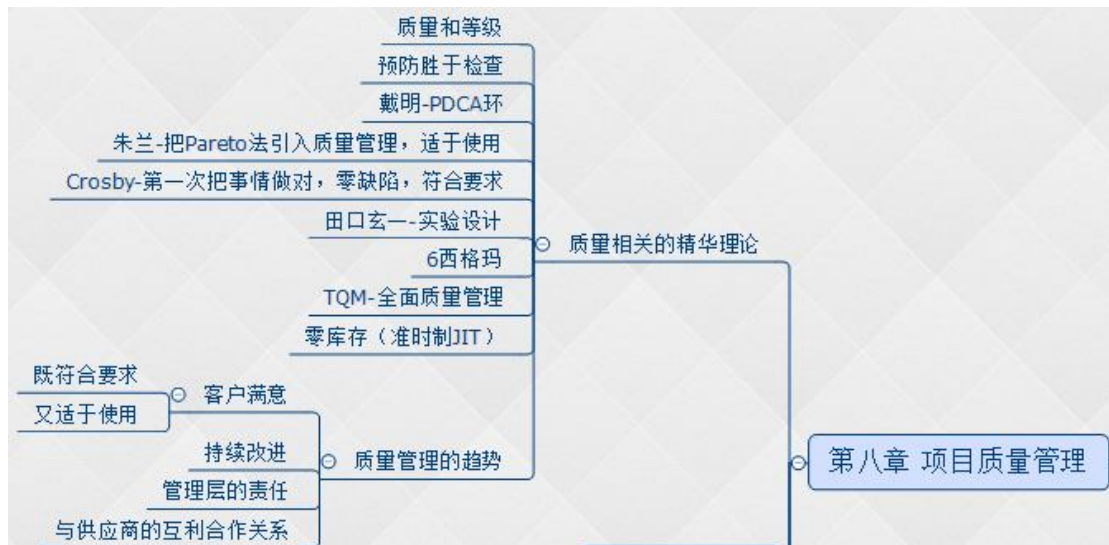 质量和等级
预防胜于检查
戴明-PDCA环
朱兰-把Pareto法引入质量管理，适于使用
Crosby-第一次把事情做对，零缺陷，符合要求
田口玄一-实验设计
6西格玛
TQM-全面质量管理
零库存（准时制JIT）
质量相关的精华理论
既符合要求
又适于使用
客户满意
持续改进
管理层的责任
与供应商的互利合作关系
质量管理的趋势
第八章 项目质量管理